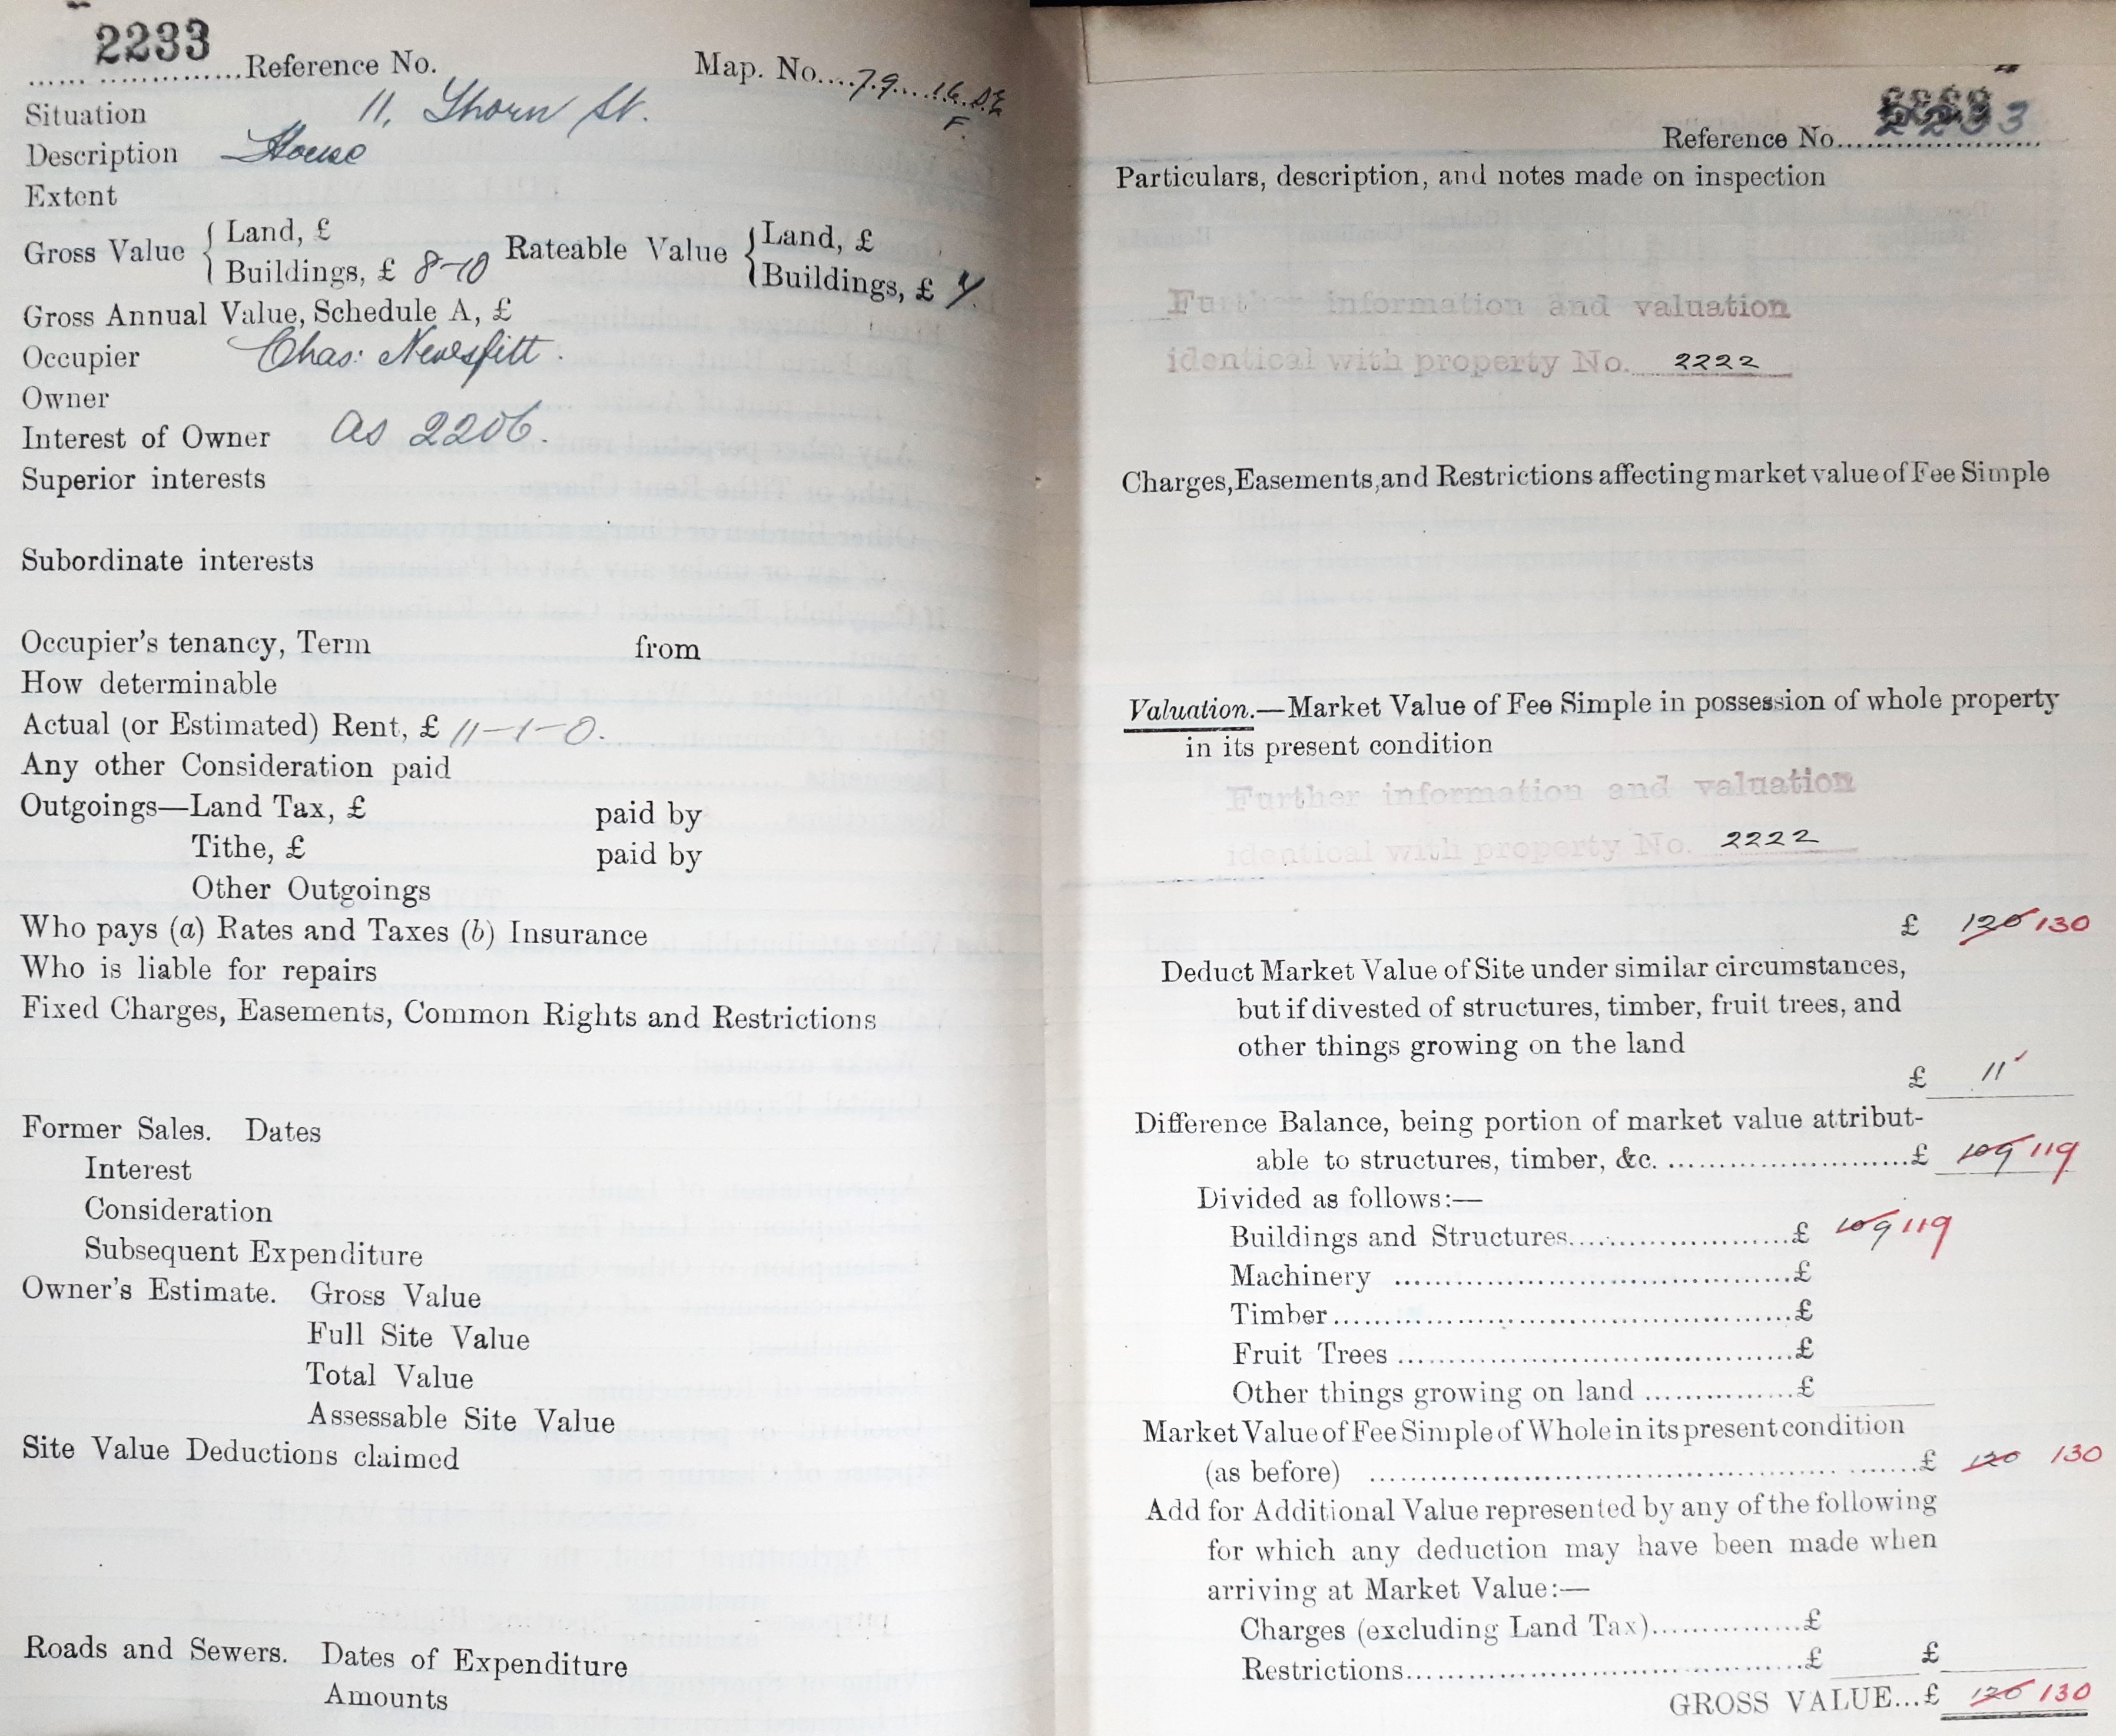 2233 Reference No. Map. No. 79. 16. D.E
F.
Situation 11, Thorn St.
Description House
Extent
Gross Value { Land, £ Rateable Value { Land, £
Buildings, £ 8-10 Buildings, £ 7.
Gross Annual Value, Schedule A, £
Occupier Chas:
Owner
Interest of Owner as 2206.
Superior interests
Subordinate interests
Occupier's tenancy, Term from
How determinable
Actual (or Estimated) Rent, £ 11-1-0.
Any other Consideration paid
Outgoings—Land Tax, £ paid by
Tithe, £ paid by
Other Outgoings
Who pays (a) Rates and Taxes (b) Insurance
Who is liable for repairs
Fixed Charges, Easements, Common Rights and Restrictions
Former Sales. Dates
Interest
Consideration
Subsequent Expenditure
Owner's Estimate. Gross Value
Full Site Value
Total Value
Assessable Site Value
Site Value Deductions claimed
Roads and Sewers. Dates of Expenditure
Amounts
Reference No. 2233
Particulars, description, and notes made on inspection
Further information and valuation
identical with property No. 2222
Charges, Easements, and Restrictions affecting market value of Fee Simple
Valuation.—Market Value of Fee Simple in possession of whole property
in its present condition
Further information and valuation
identical with property No. 2222
£ 120 130
Deduct Market Value of Site under similar circumstances,
but if divested of structures, timber, fruit trees, and
other things growing on the land
£ 11
Difference Balance, being portion of market value attribut-
able to structures, timber, &c. £ 109 119
Divided as follows:—
Buildings and Structures £ 109 119
Machinery £
Timber £
Fruit Trees £
Other things growing on land £
Market Value of Fee Simple of Whole in its present condition
(as before) £ 120 130
Add for Additional Value represented by any of the following
for which any deduction may have been made when
arriving at Market Value:—
Charges (excluding Land Tax) £
Restrictions £ £
GROSS VALUE...£ 120 130